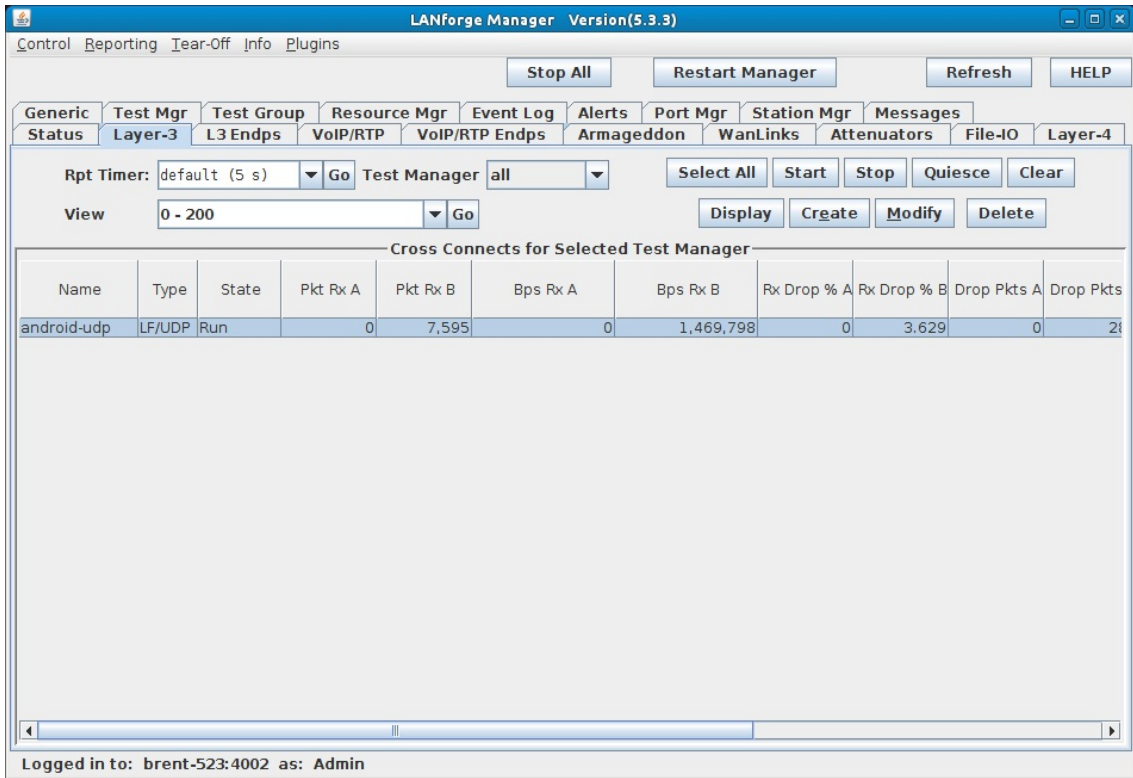 LANforge Manager Version(5.3.3)
Control Reporting Tear-Off Info Plugins
Stop All Restart Manager Refresh HELP
Generic Test Mgr Test Group Resource Mgr Event Log Alerts Port Mgr Station Mgr Messages
Status Layer-3 L3 Endps VoIP/RTP VoIP/RTP Endps Armageddon WanLinks Attenuators File-IO Layer-4
Rpt Timer: default (5 s) Go Test Manager all Select All Start Stop Quiesce Clear
View 0 - 200 Go Display Create Modify Delete
Cross Connects for Selected Test Manager
Name Type State Pkt Rx A Pkt Rx B Bps Rx A Bps Rx B Rx Drop % A Rx Drop % B Drop Pkts A Drop Pkts
android-udp LF/UDP Run 0 7,595 0 1,469,798 0 3.629 0 28
Logged in to: brent-523:4002 as: Admin